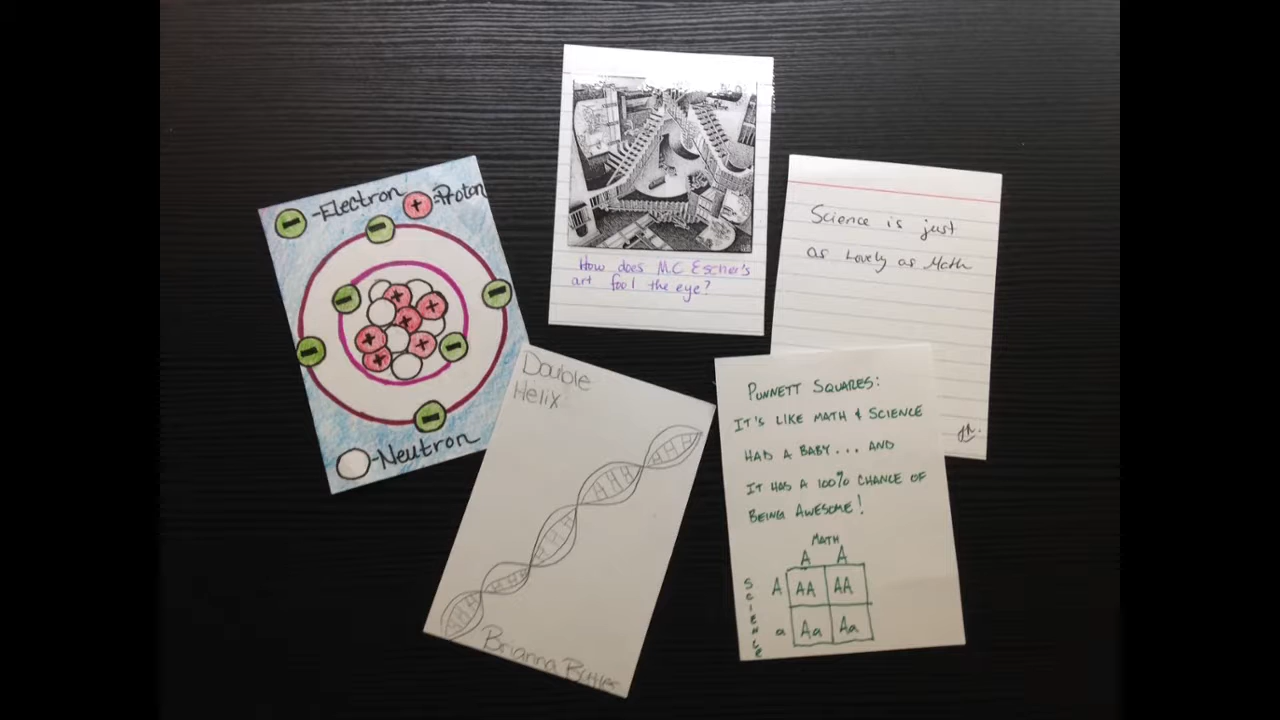 -Electron
+ -Proton
-Neutron
How does M.C Escher's
art fool the eye?
Science is just
as Lovely as Math
Double
Helix
Brianna Butler
PUNNETT SQUARES:
IT'S LIKE MATH & SCIENCE
HAD A BABY... AND
IT HAS A 100% CHANCE OF
BEING AWESOME!
MATH
A A
SCIENCE
A AA AA
a Aa Aa